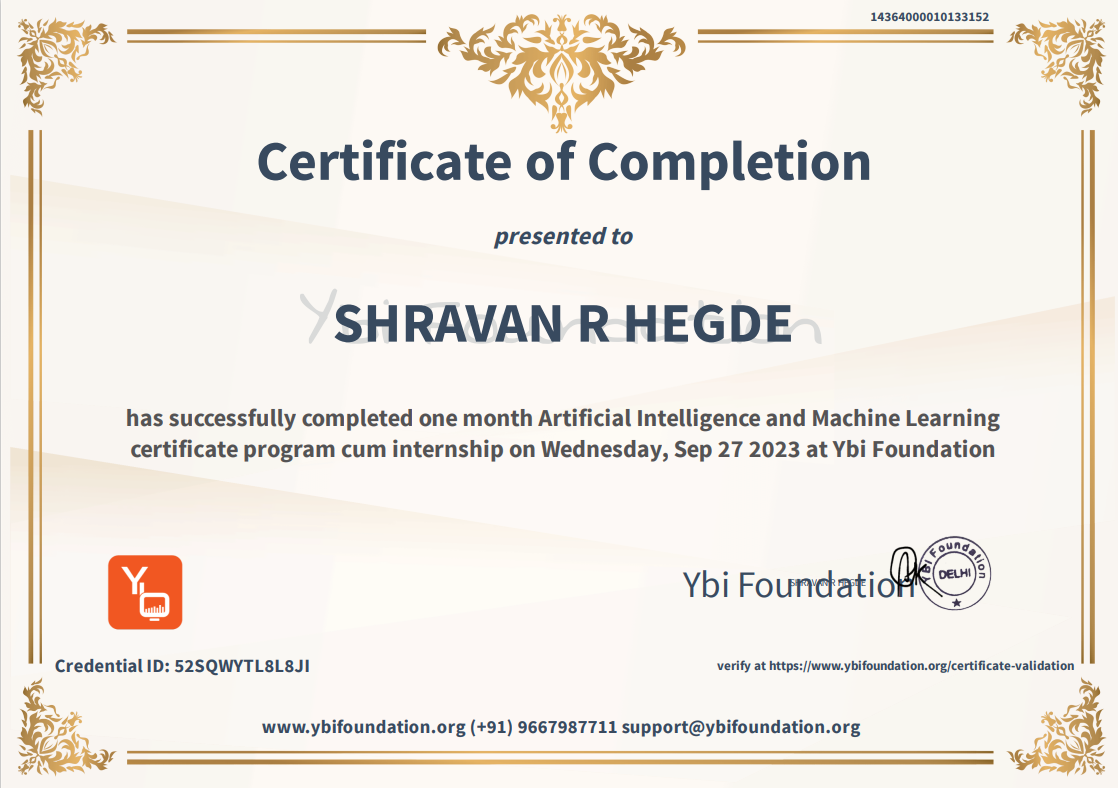 14364000010133152
Certificate of Completion
presented to
Ybi Foundation
SHRAVAN R HEGDE
has successfully completed one month Artificial Intelligence and Machine Learning
certificate program cum internship on Wednesday, Sep 27 2023 at Ybi Foundation
Ybi Foundation
SHRAVAN R HEGDE
Ybi Foundation
DELHI
Credential ID: 52SQWYTL8L8JI
verify at https://www.ybifoundation.org/certificate-validation
www.ybifoundation.org (+91) 9667987711 support@ybifoundation.org